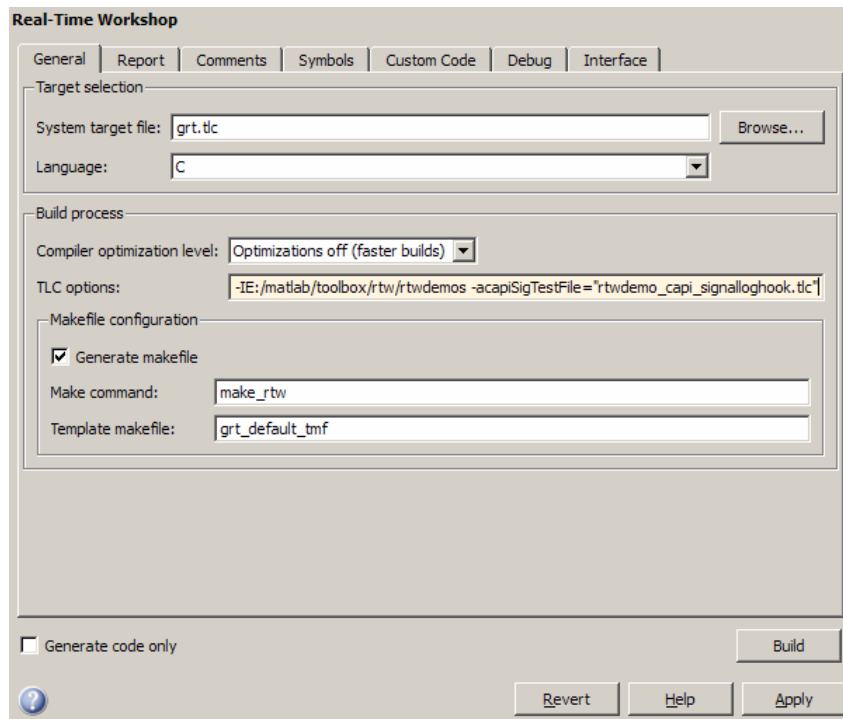 Real-Time Workshop
General Report Comments Symbols Custom Code Debug Interface
Target selection
System target file: grt.tlc Browse...
Language: C
Build process
Compiler optimization level: Optimizations off (faster builds)
TLC options: -IE:/matlab/toolbox/rtw/rtwdemos -acapiSigTestFile="rtwdemo_capi_signalloghook.tlc"
Makefile configuration
Generate makefile
Make command: make_rtw
Template makefile: grt_default_tmf
Generate code only Build
Revert Help Apply